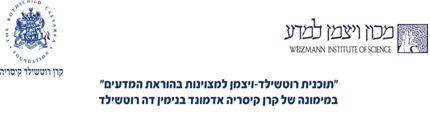 THE ROTHSCHILD CAESAREA FOUNDATION
קרן רוטשילד קיסריה
מכון ויצמן למדע
WEIZMANN INSTITUTE OF SCIENCE
"תוכנית רוטשילד-ויצמן למצוינות בהוראת המדעים"
במימונה של קרן קיסריה אדמונד בנימין דה רוטשילד